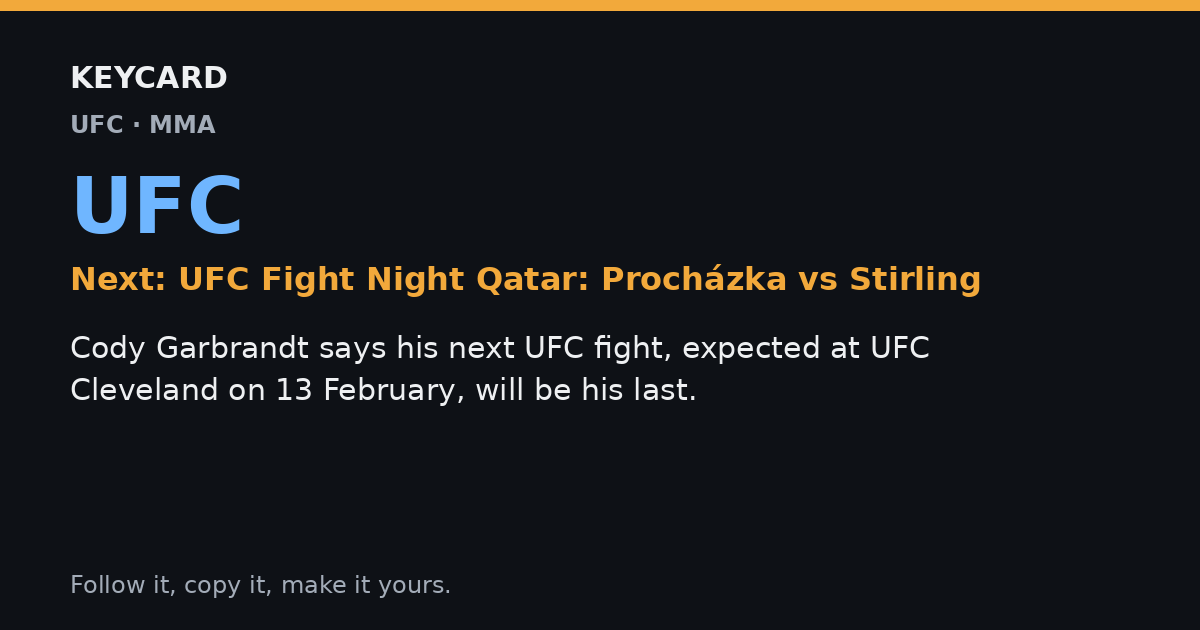 KEYCARD
UFC · MMA
UFC
Next: UFC Fight Night Qatar: Procházka vs Stirling
Cody Garbrandt says his next UFC fight, expected at UFC
Cleveland on 13 February, will be his last.
Follow it, copy it, make it yours.